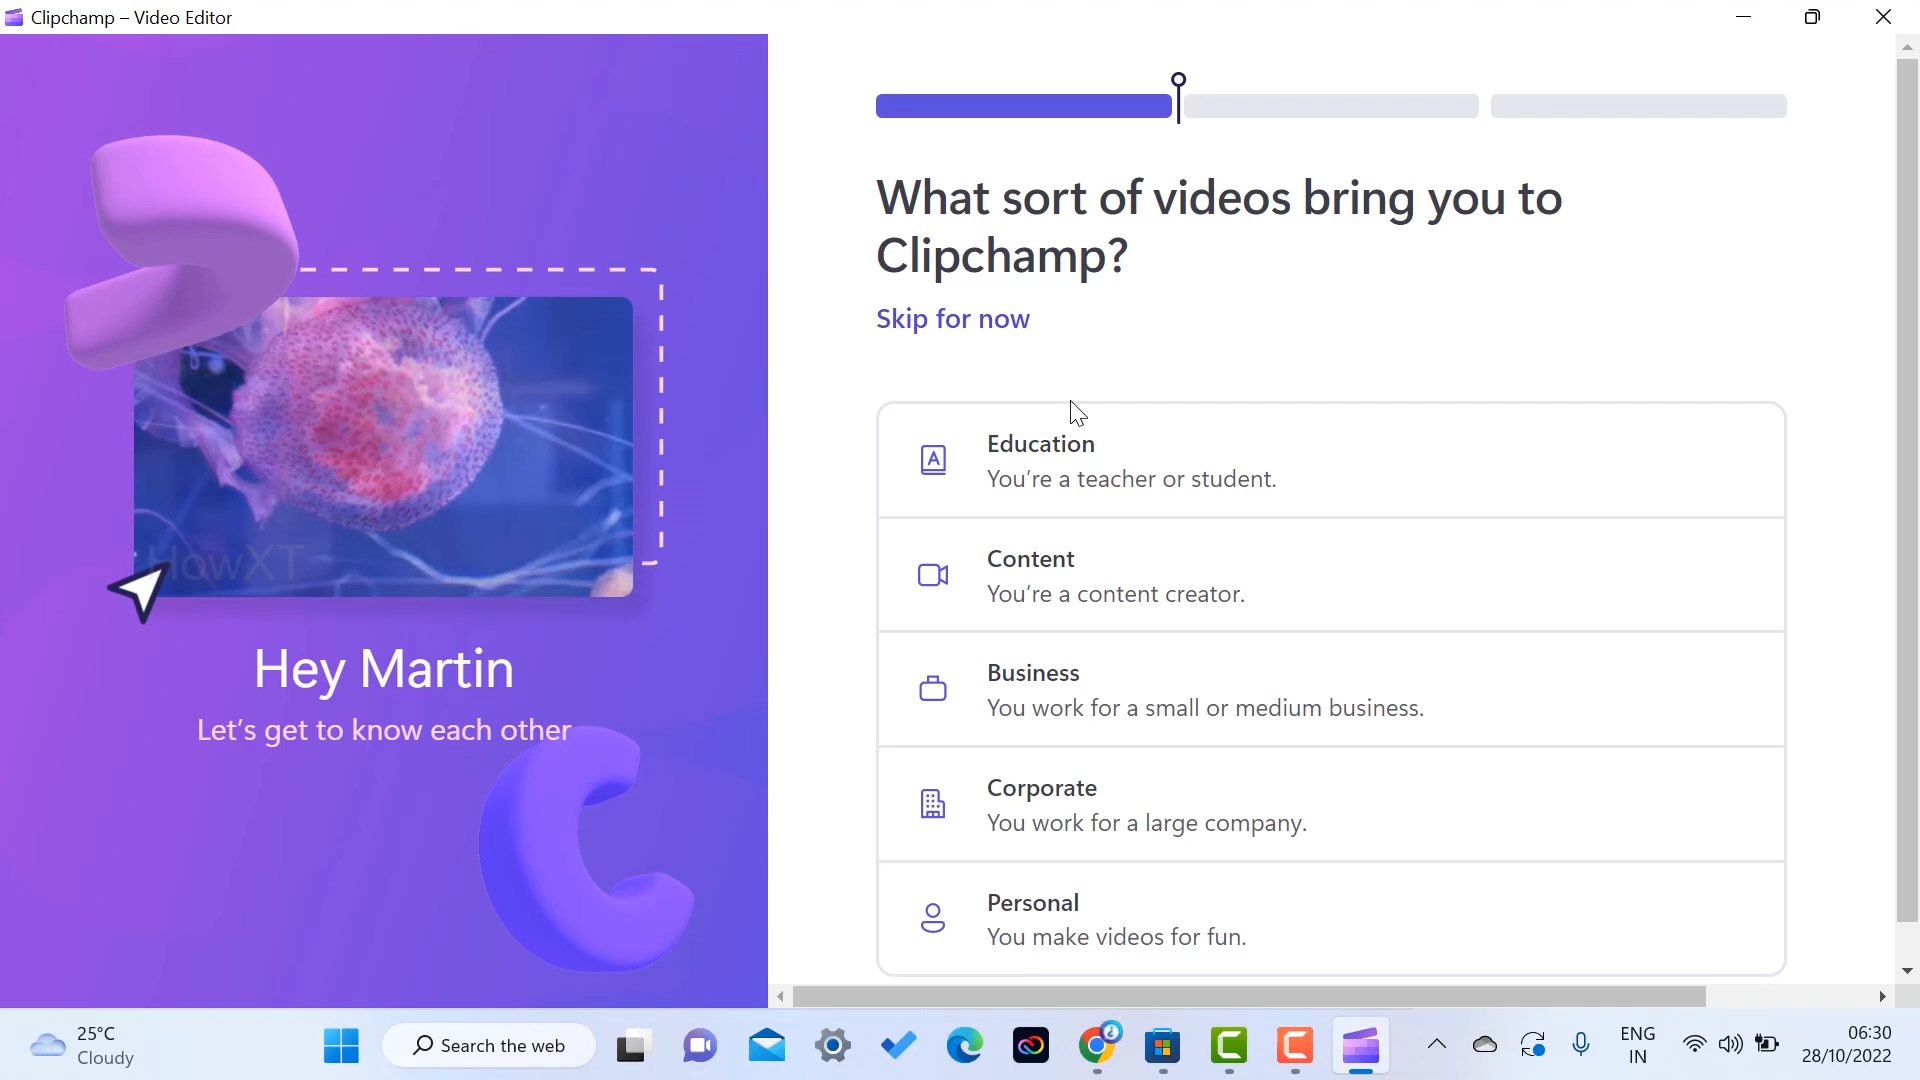 Clipchamp – Video Editor
What sort of videos bring you to
Clipchamp?
Skip for now
Education
You're a teacher or student.
Content
You're a content creator.
Business
You work for a small or medium business.
Corporate
You work for a large company.
Personal
You make videos for fun.
HowXT
Hey Martin
Let's get to know each other
25°C
Cloudy
Search the web
ENG
IN
06:30
28/10/2022